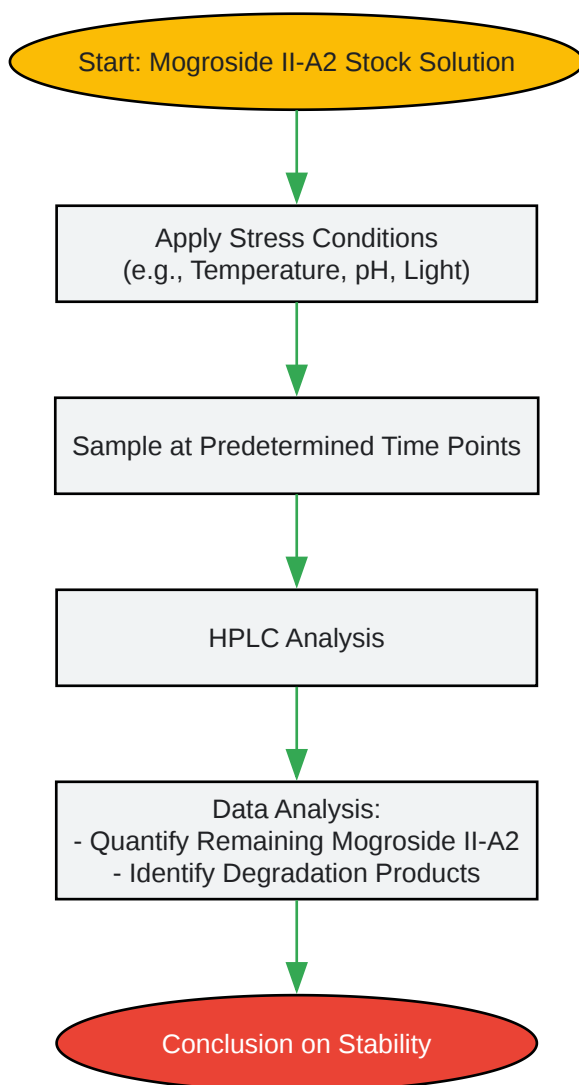 Start: Mogroside II-A2 Stock Solution
Apply Stress Conditions
(e.g., Temperature, pH, Light)
Sample at Predetermined Time Points
HPLC Analysis
Data Analysis:
- Quantify Remaining Mogroside II-A2
- Identify Degradation Products
Conclusion on Stability